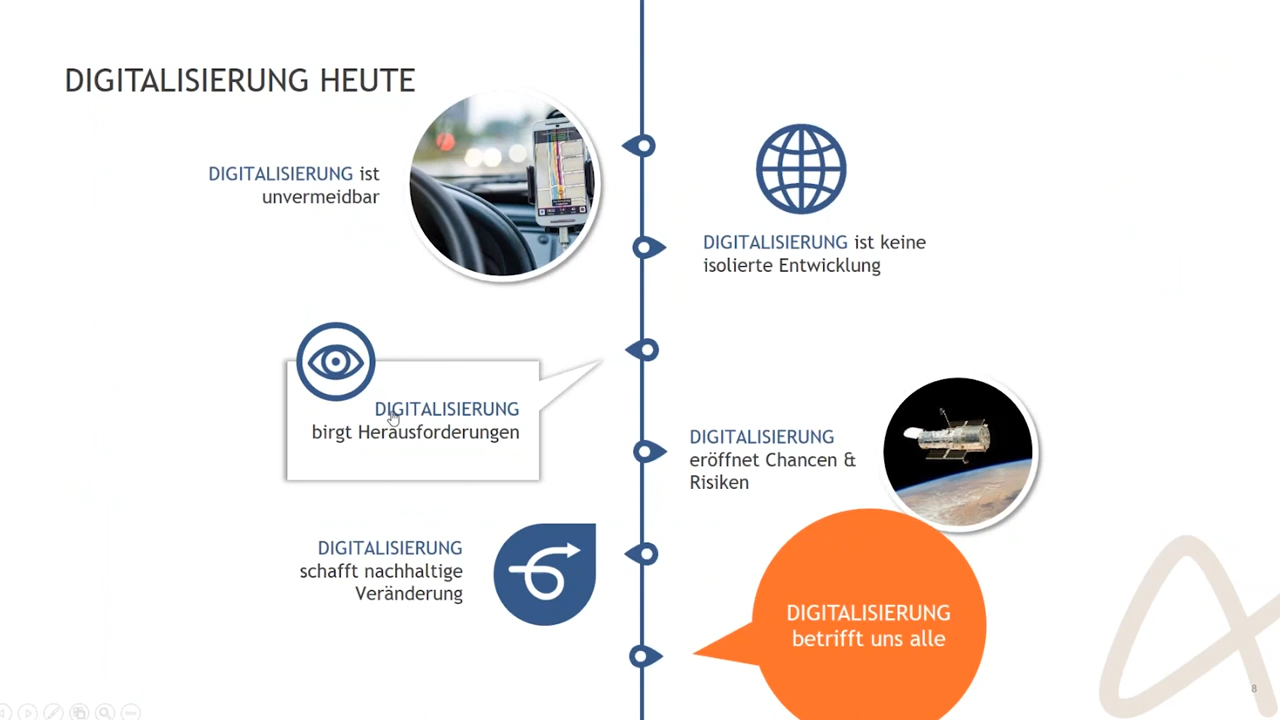 DIGITALISIERUNG HEUTE
DIGITALISIERUNG ist
unvermeidbar
DIGITALISIERUNG ist keine
isolierte Entwicklung
DIGITALISIERUNG
birgt Herausforderungen
DIGITALISIERUNG
eröffnet Chancen &
Risiken
DIGITALISIERUNG
schafft nachhaltige
Veränderung
DIGITALISIERUNG
betrifft uns alle
8